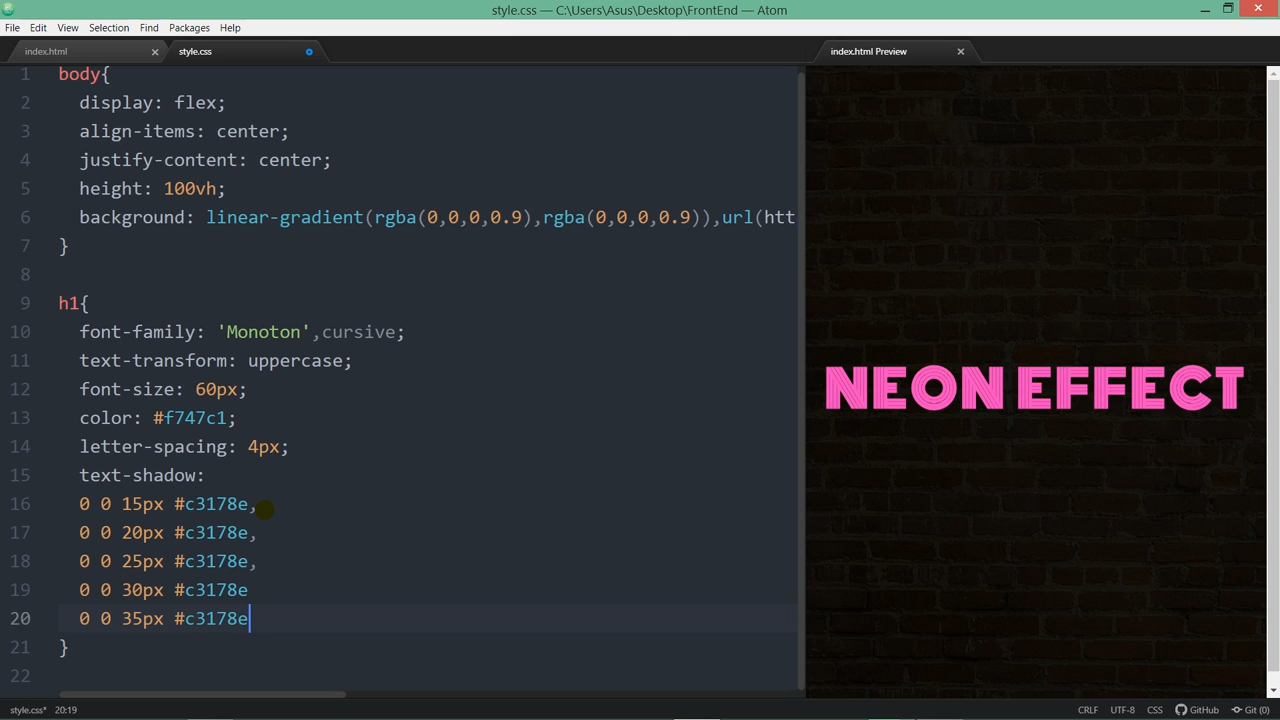 style.css — C:\Users\Asus\Desktop\FrontEnd — Atom
File Edit View Selection Find Packages Help
index.html style.css index.html Preview
1 body{
2 display: flex;
3 align-items: center;
4 justify-content: center;
5 height: 100vh;
6 background: linear-gradient(rgba(0,0,0,0.9),rgba(0,0,0,0.9)),url(htt
7 }
8
9 h1{
10 font-family: 'Monoton',cursive;
11 text-transform: uppercase;
12 font-size: 60px;
13 color: #f747c1;
14 letter-spacing: 4px;
15 text-shadow:
16 0 0 15px #c3178e,
17 0 0 20px #c3178e,
18 0 0 25px #c3178e,
19 0 0 30px #c3178e
20 0 0 35px #c3178e
21 }
22
NEON EFFECT
style.css* 20:19 CRLF UTF-8 CSS GitHub Git (0)